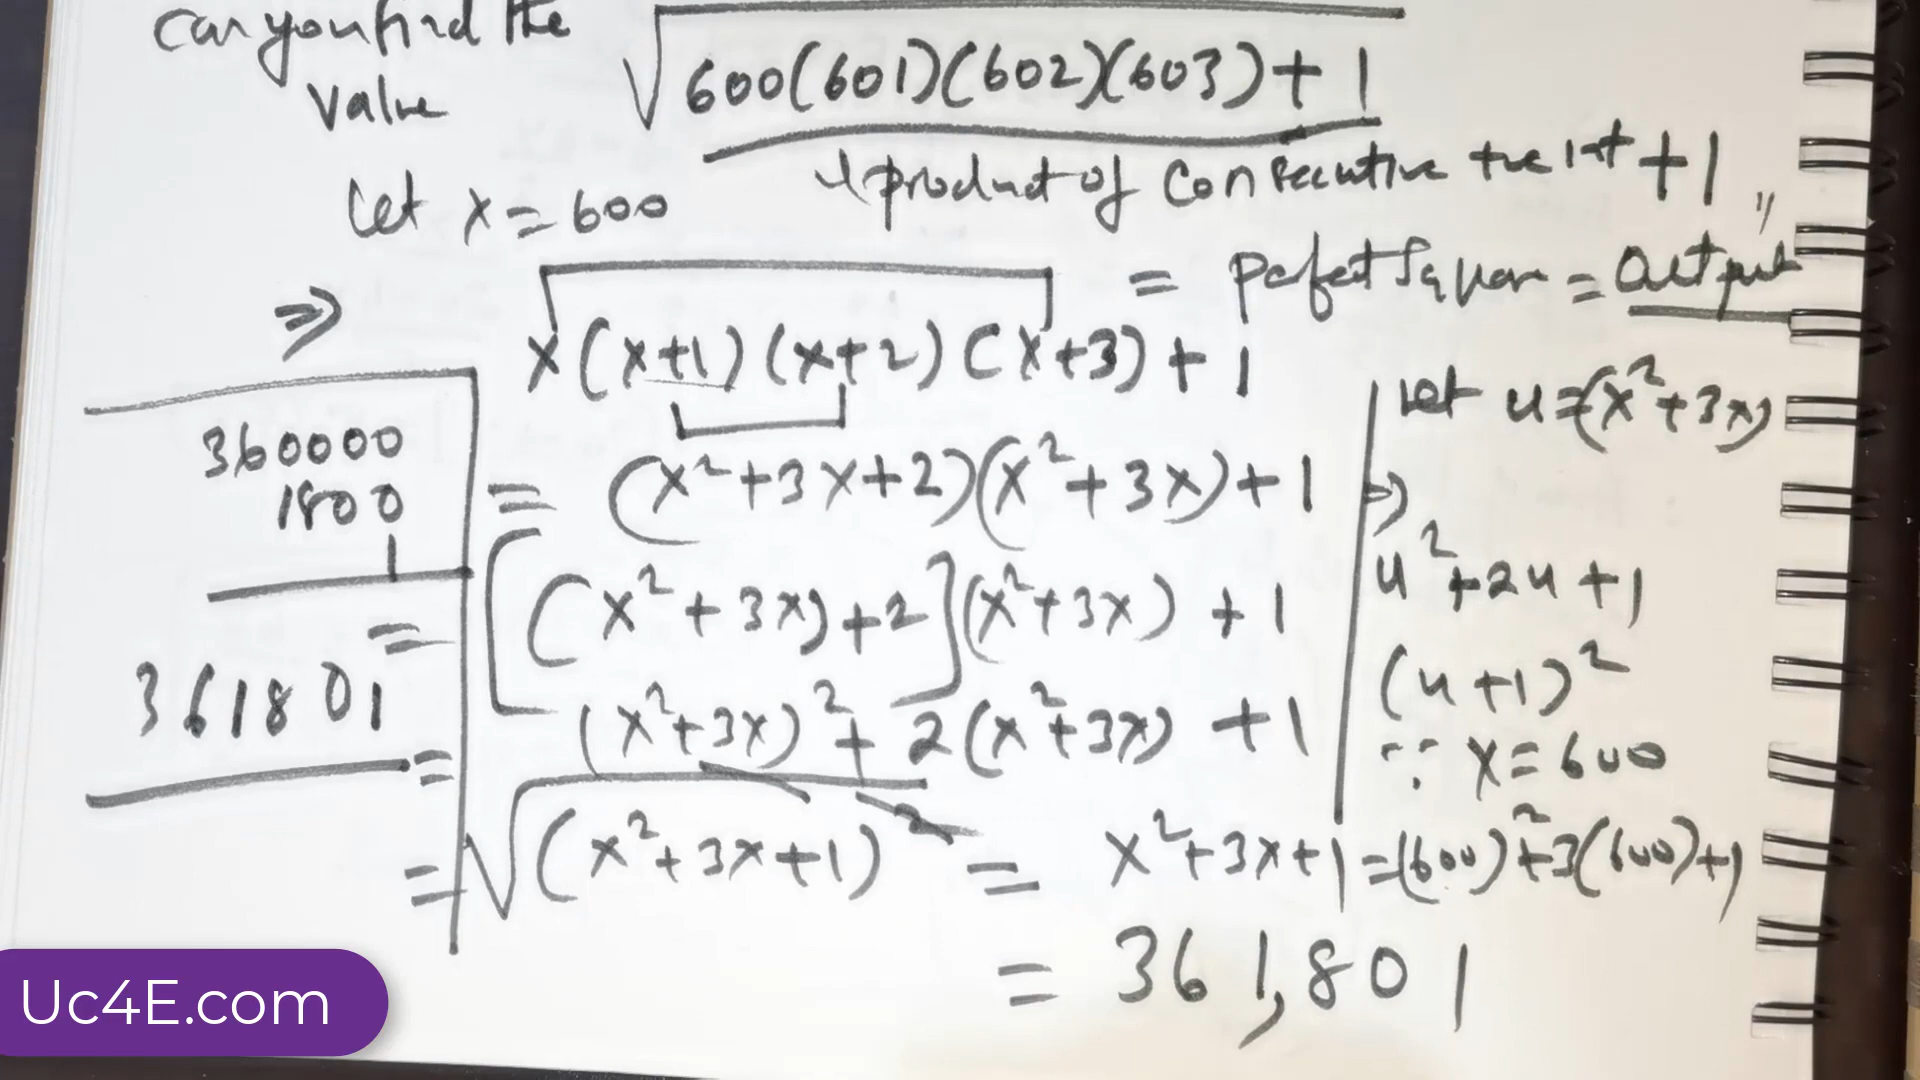 can you find the
value
√600(601)(602)(603)+1
4 product of consecutive +ve int +1
let x = 600
= perfect square = output
⇒
x(x+1)(x+2)(x+3)+1
let u=(x²+3x)
360000
1800
1
= (x²+3x+2)(x²+3x)+1
⇒
u²+2u+1
[(x²+3x)+2](x²+3x)+1
=
361801
(u+1)²
(x²+3x)²+2(x²+3x)+1
=
∵ x=600
=√(x²+3x+1)² = x²+3x+1=(600)²+3(600)+1
= 361,801
Uc4E.com